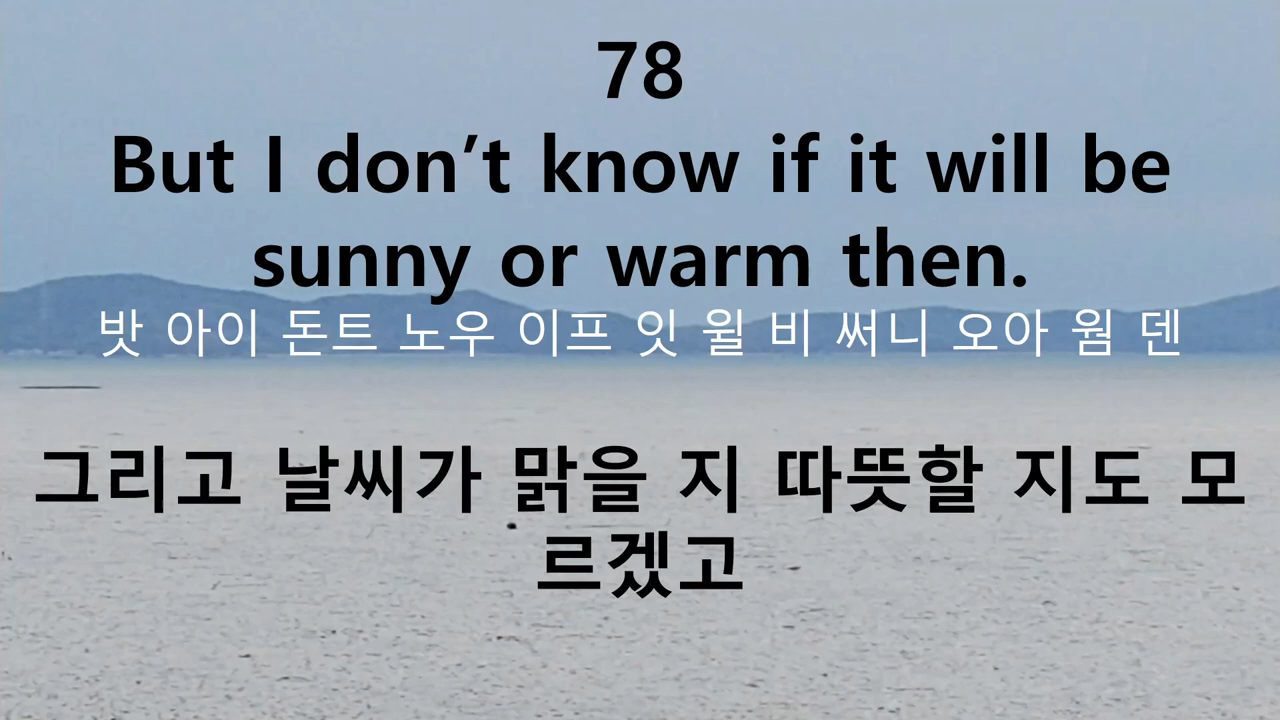 78
But I don’t know if it will be
sunny or warm then.
밧 아이 돈트 노우 이프 잇 윌 비 써니 오아 웜 덴
그리고 날씨가 맑을 지 따뜻할 지도 모
르겠고